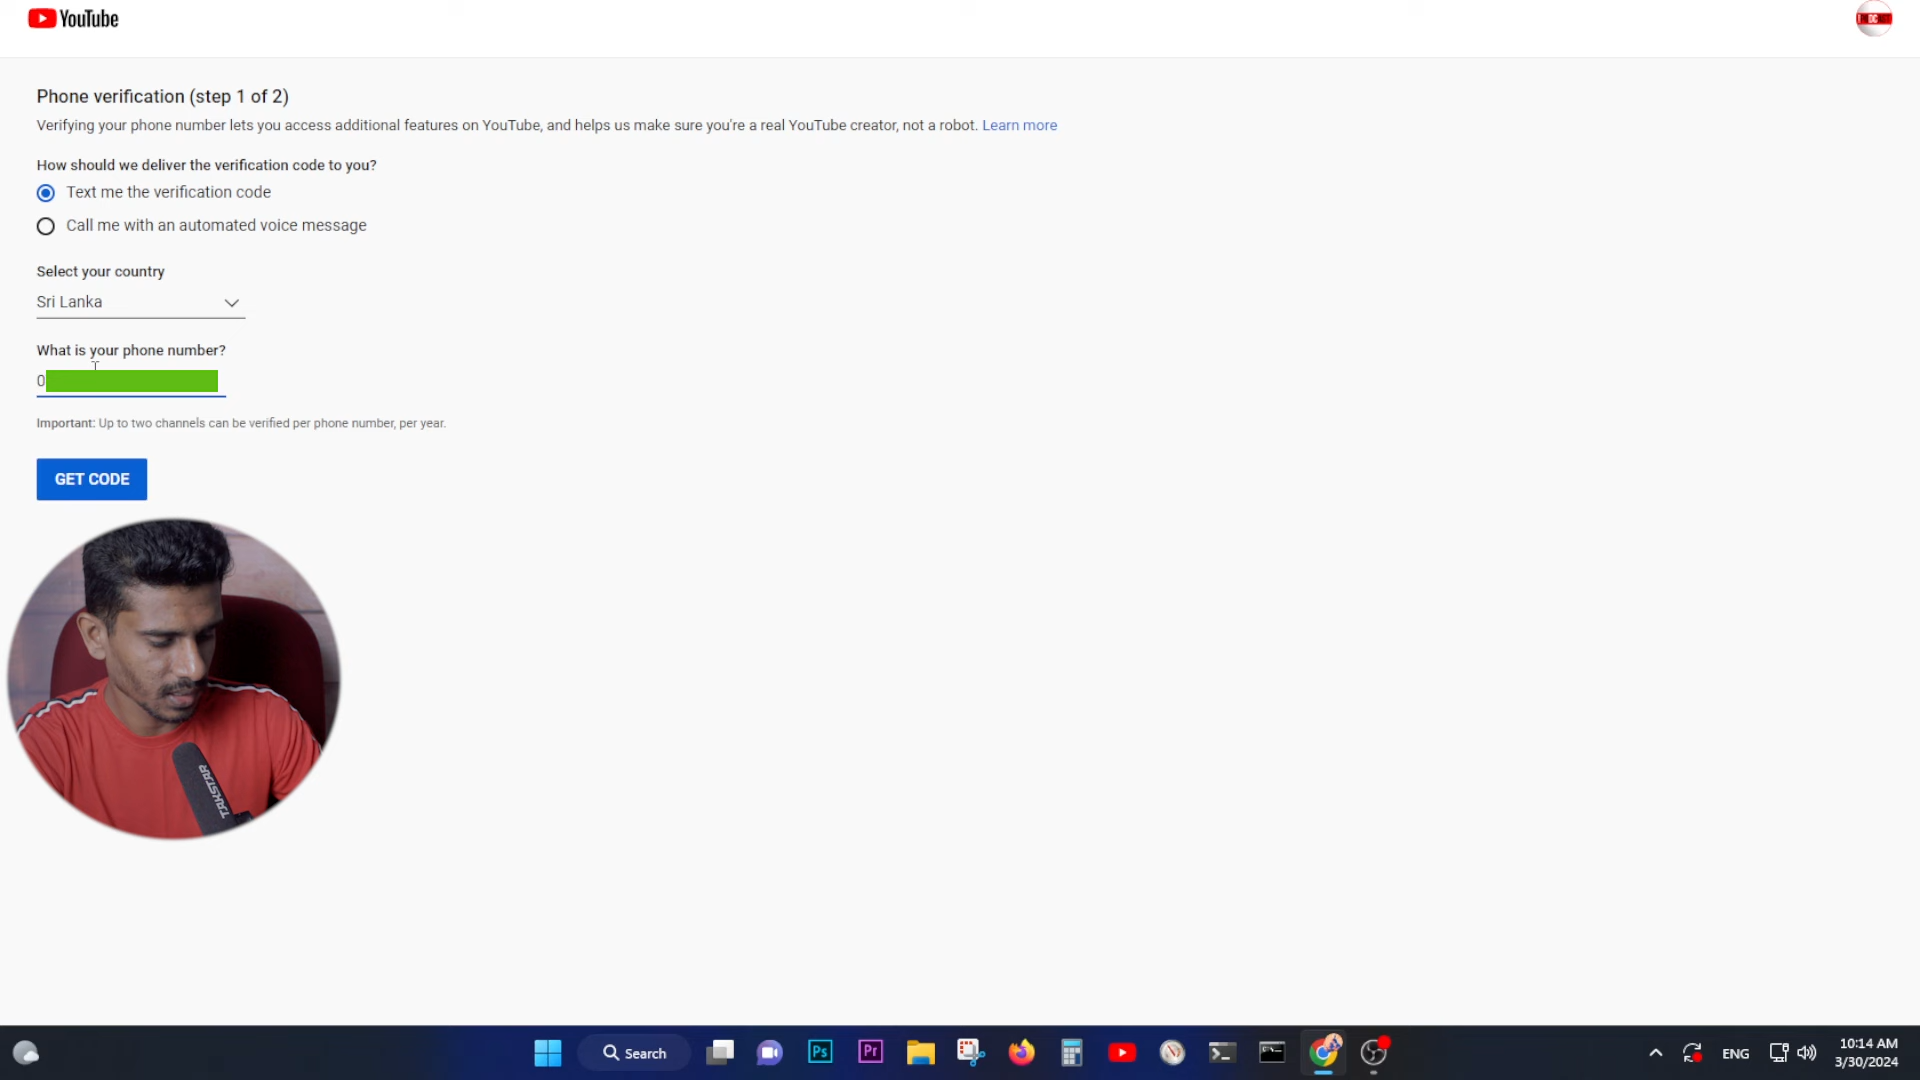 YouTube
Phone verification (step 1 of 2)
Verifying your phone number lets you access additional features on YouTube, and helps us make sure you're a real YouTube creator, not a robot. Learn more
How should we deliver the verification code to you?
Text me the verification code
Call me with an automated voice message
Select your country
Sri Lanka
What is your phone number?
0
Important: Up to two channels can be verified per phone number, per year.
GET CODE
TAKSTAR
Search
Ps
Pr
ENG
10:14 AM
3/30/2024